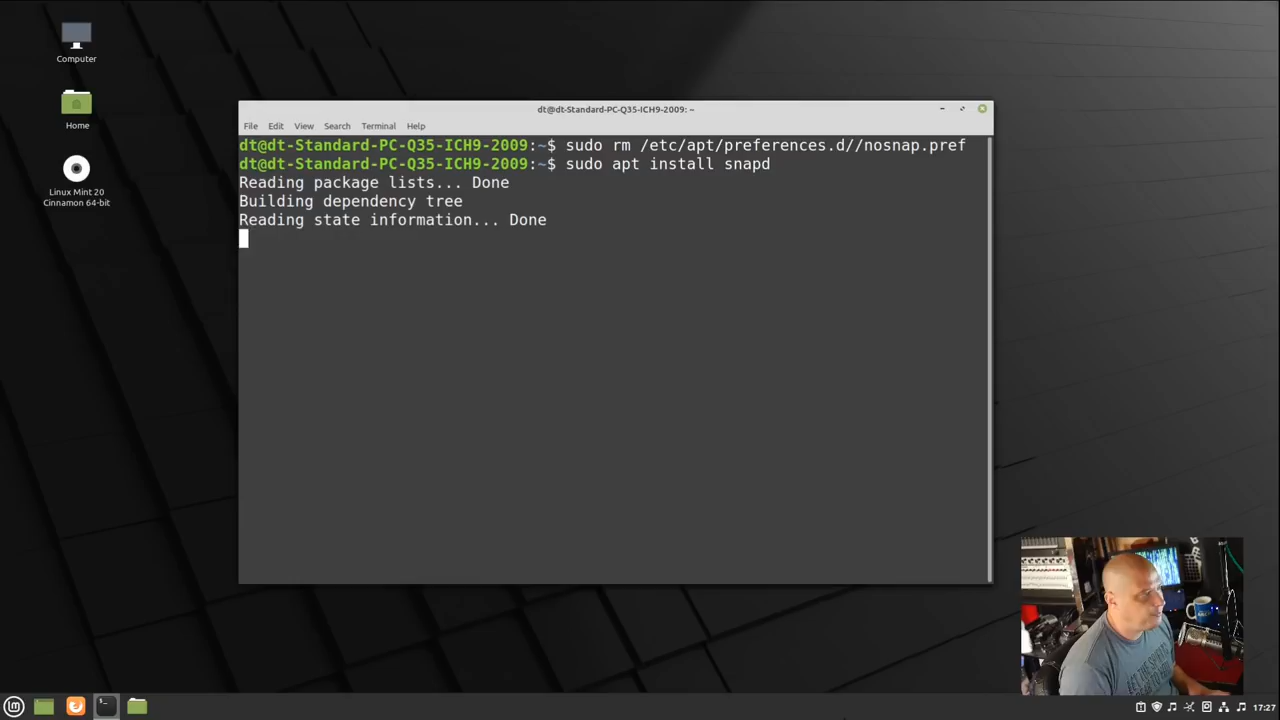 Computer
Home
Linux Mint 20
Cinnamon 64-bit
dt@dt-Standard-PC-Q35-ICH9-2009: ~
File Edit View Search Terminal Help
dt@dt-Standard-PC-Q35-ICH9-2009:~$ sudo rm /etc/apt/preferences.d//nosnap.pref
dt@dt-Standard-PC-Q35-ICH9-2009:~$ sudo apt install snapd
Reading package lists... Done
Building dependency tree
Reading state information... Done
17:27